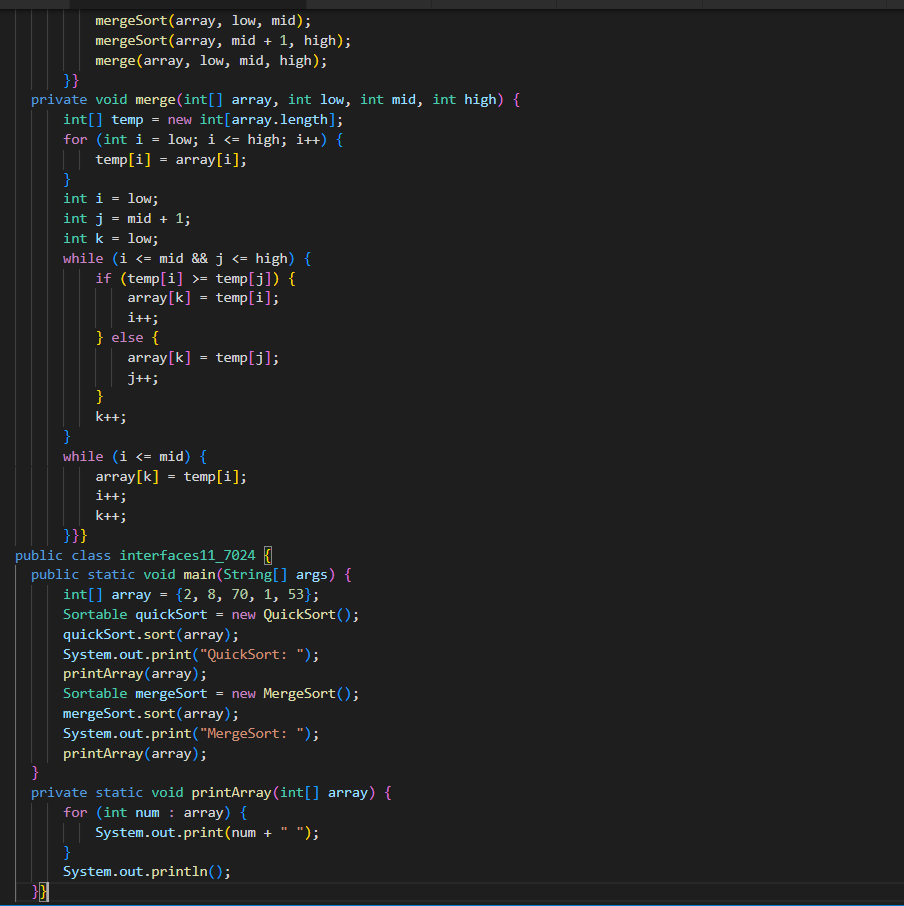 mergeSort(array, low, mid);
mergeSort(array, mid + 1, high);
merge(array, low, mid, high);
}}
private void merge(int[] array, int low, int mid, int high) {
int[] temp = new int[array.length];
for (int i = low; i <= high; i++) {
temp[i] = array[i];
}
int i = low;
int j = mid + 1;
int k = low;
while (i <= mid && j <= high) {
if (temp[i] >= temp[j]) {
array[k] = temp[i];
i++;
} else {
array[k] = temp[j];
j++;
}
k++;
}
while (i <= mid) {
array[k] = temp[i];
i++;
k++;
}}}
public class interfaces11_7024 {
public static void main(String[] args) {
int[] array = {2, 8, 70, 1, 53};
Sortable quickSort = new QuickSort();
quickSort.sort(array);
System.out.print("QuickSort: ");
printArray(array);
Sortable mergeSort = new MergeSort();
mergeSort.sort(array);
System.out.print("MergeSort: ");
printArray(array);
}
private static void printArray(int[] array) {
for (int num : array) {
System.out.print(num + " ");
}
System.out.println();
}}